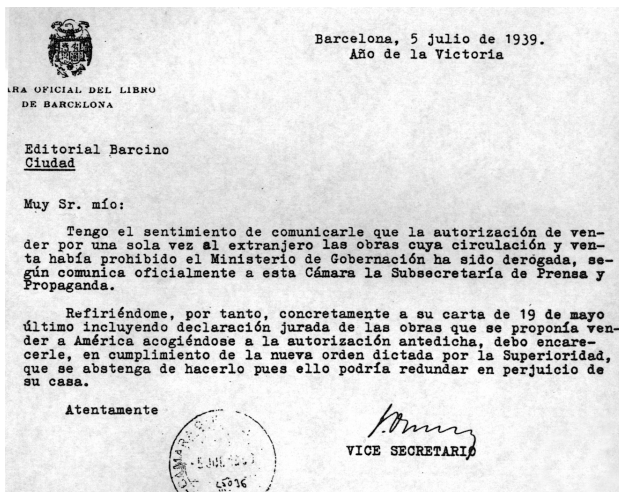 Barcelona, 5 julio de 1939.
Año de la Victoria
ARA OFICIAL DEL LIBRO
DE BARCELONA
Editorial Barcino
Ciudad
Muy Sr. mío:
Tengo el sentimiento de comunicarle que la autorización de ven-
der por una sola vez al extranjero las obras cuya circulación y ven-
ta había prohibido el Ministerio de Gobernación ha sido derogada, se-
gún comunica oficialmente a esta Cámara la Subsecretaría de Prensa y
Propaganda.
Refiriéndome, por tanto, concretamente a su carta de 19 de mayo
último incluyendo declaración jurada de las obras que se proponía ven-
der a América acogiéndose a la autorización antedicha, debo encare-
cerle, en cumplimiento de la nueva orden dictada por la Superioridad,
que se abstenga de hacerlo pues ello podría redundar en perjuicio de
su casa.
Atentamente
VICE SECRETARIO